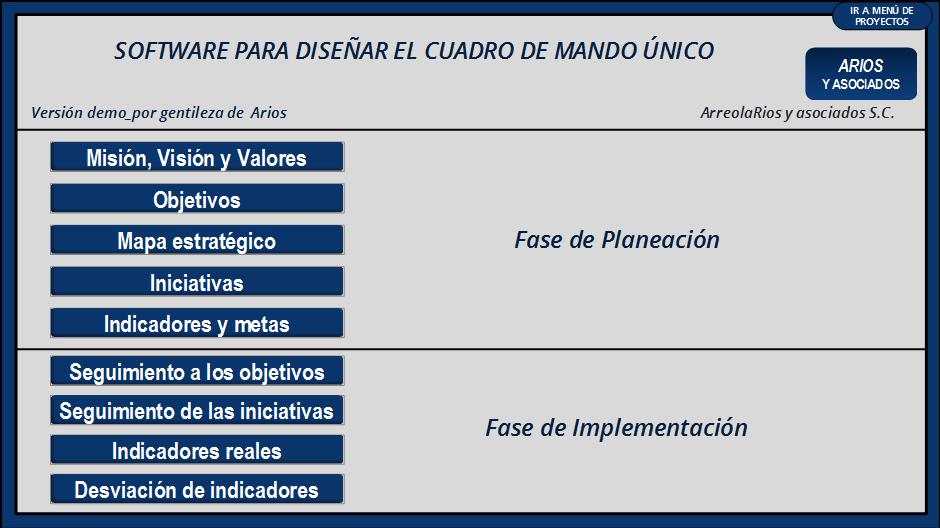 IR A MENÚ DE
PROYECTOS
SOFTWARE PARA DISEÑAR EL CUADRO DE MANDO ÚNICO
ARIOS
Y ASOCIADOS
Versión demo_por gentileza de Arios
ArreolaRios y asociados S.C.
Misión, Visión y Valores
Objetivos
Mapa estratégico
Iniciativas
Indicadores y metas
Fase de Planeación
Seguimiento a los objetivos
Seguimiento de las iniciativas
Indicadores reales
Desviación de indicadores
Fase de Implementación